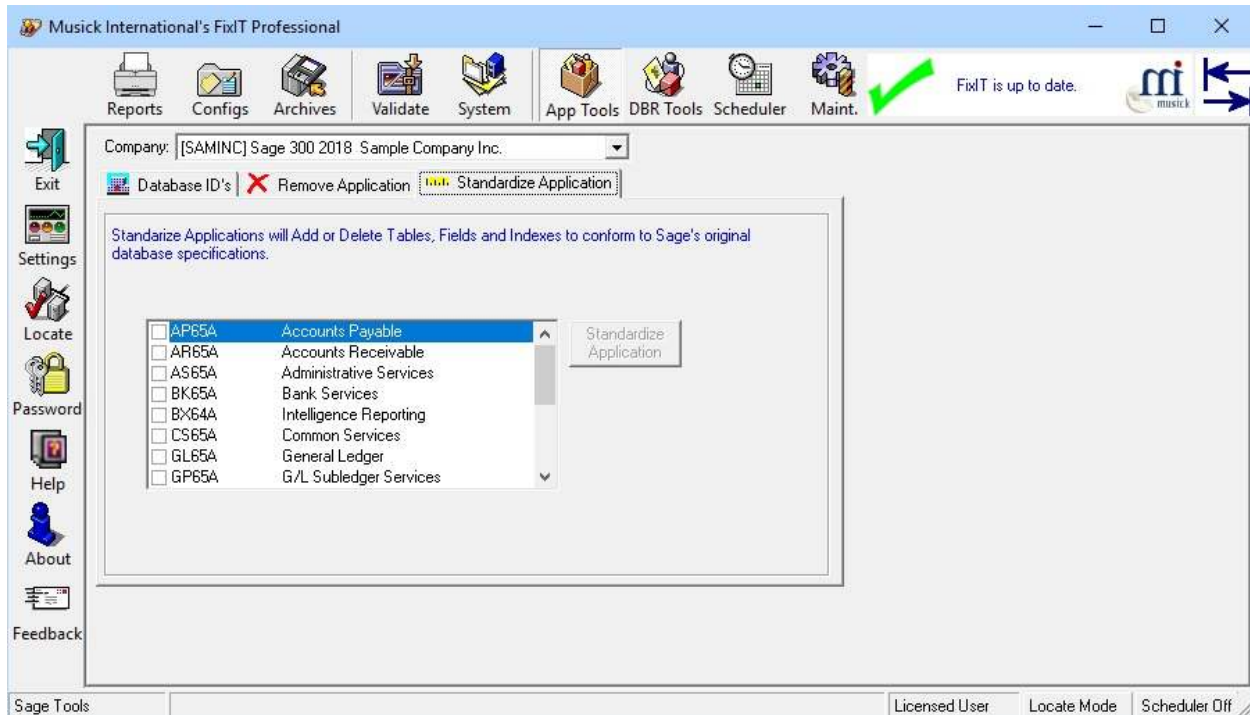 Musick International's FixIT Professional
Reports Configs Archives Validate System App Tools DBR Tools Scheduler Maint. FixIT is up to date. mi musick
Exit
Settings
Locate
Password
Help
About
Feedback
Company: [SAMINC] Sage 300 2018 Sample Company Inc.
Database ID's Remove Application Standardize Application
Standarize Applications will Add or Delete Tables, Fields and Indexes to conform to Sage's original
database specifications.
AP65A Accounts Payable
AR65A Accounts Receivable
AS65A Administrative Services
BK65A Bank Services
BX64A Intelligence Reporting
CS65A Common Services
GL65A General Ledger
GP65A G/L Subledger Services
Standardize
Application
Sage Tools Licensed User Locate Mode Scheduler Off